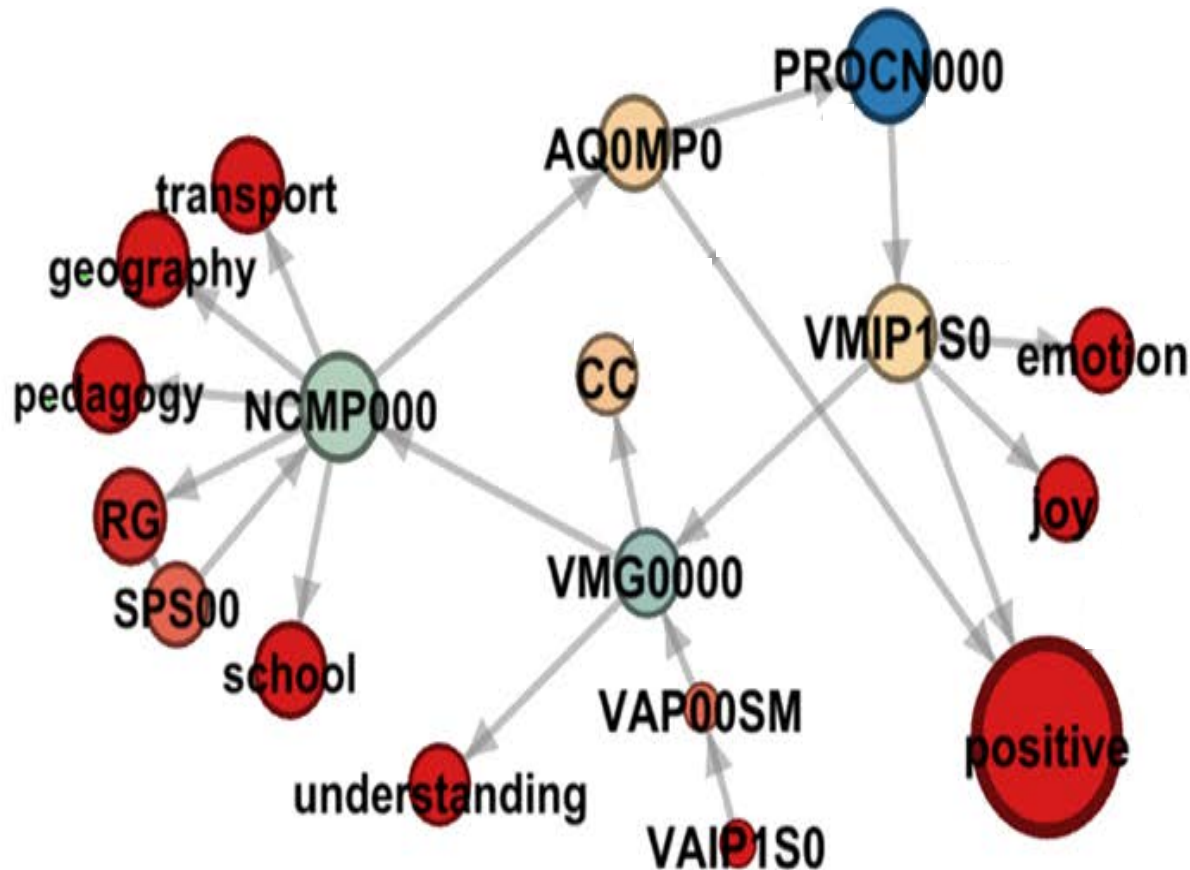 PROCN000
AQ0MP0
transport
geography
VMIP1S0
emotion
CC
pedagogy
NCMP000
joy
RG
VMG0000
SPS00
school
VAP00SM
positive
understanding
VAIP1S0